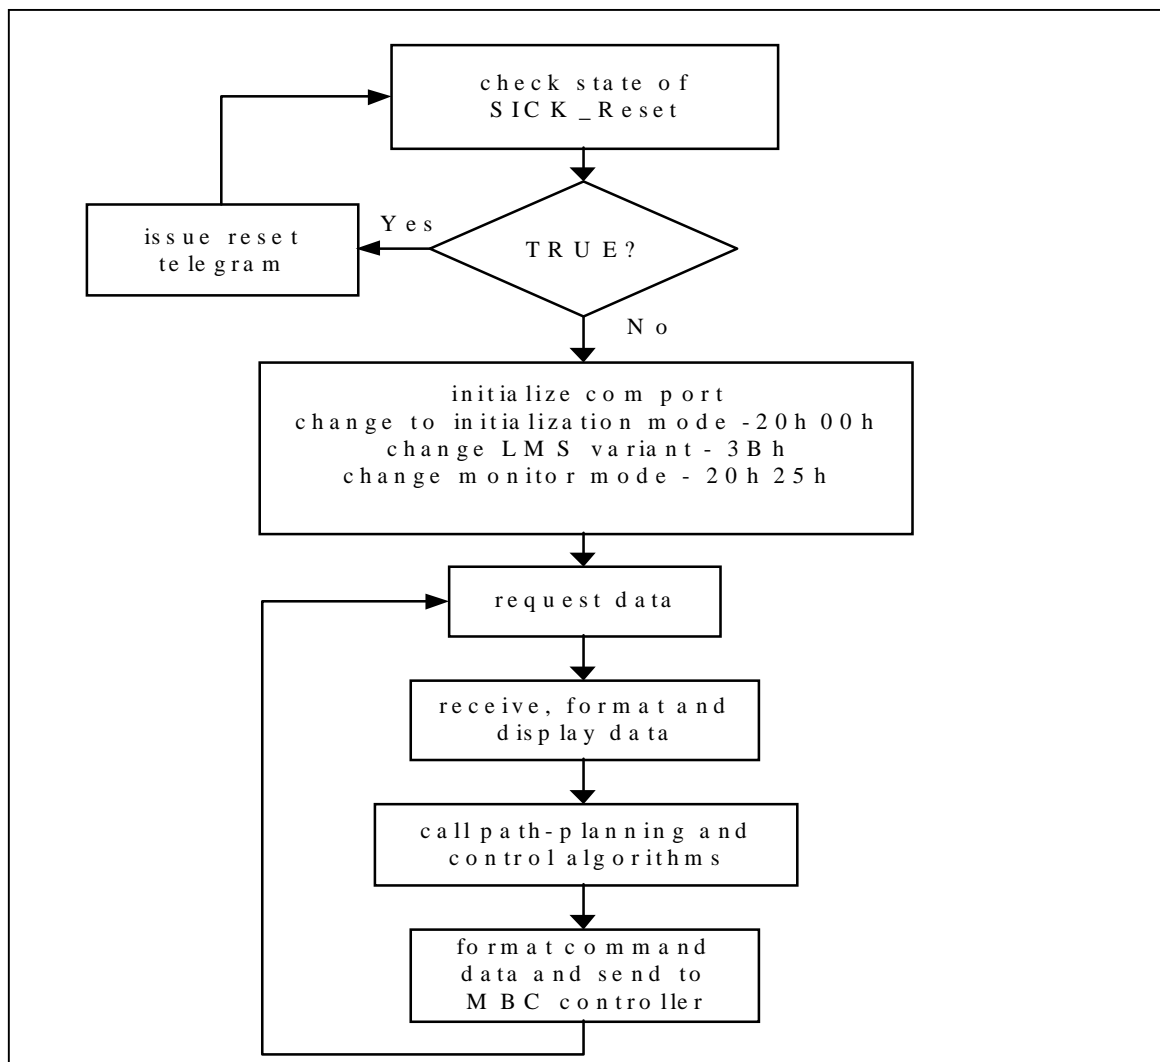 check state of
SICK_Reset
Yes
issue reset
telegram
TRUE?
No
initialize com port
change to initialization mode -20h 00h
change LMS variant - 3Bh
change monitor mode - 20h 25h
request data
receive, format and
display data
call path-planning and
control algorithms
format command
data and send to
MBC controller